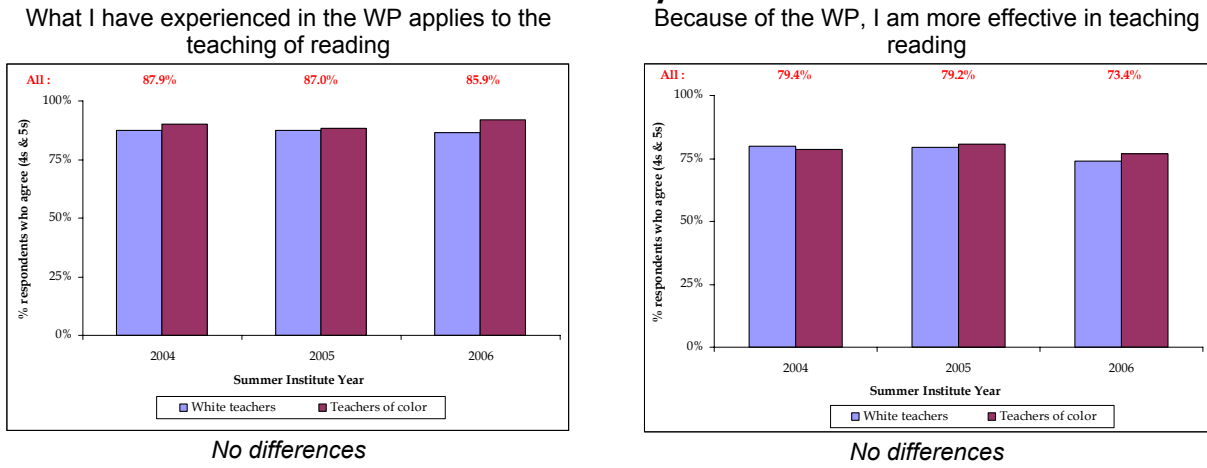 What I have experienced in the WP applies to the
teaching of reading
All : 87.9% 87.0% 85.9%
100%
75%
50%
25%
0%
% respondents who agree (4s & 5s)
2004 2005 2006
Summer Institute Year
White teachers Teachers of color
No differences
Because of the WP, I am more effective in teaching
reading
All : 79.4% 79.2% 73.4%
100%
75%
50%
25%
0%
% respondents who agree (4s & 5s)
2004 2005 2006
Summer Institute Year
White teachers Teachers of color
No differences